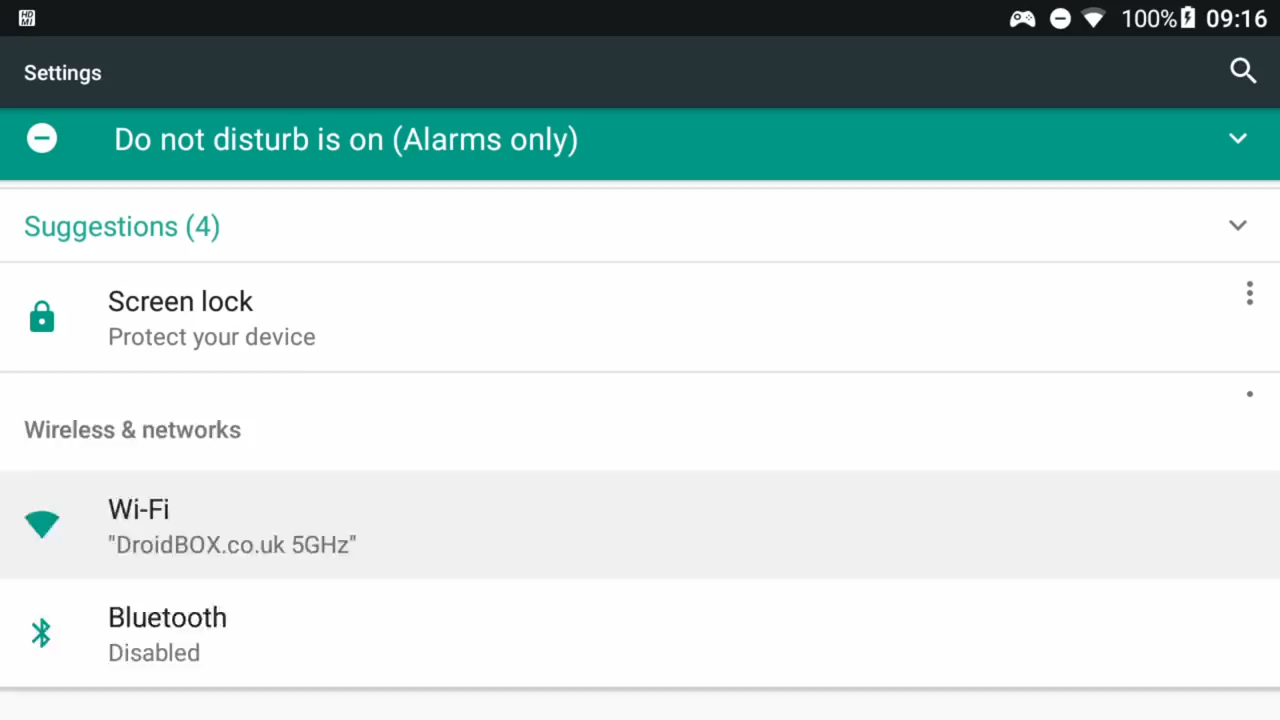 HDMI 100% 09:16
Settings
Do not disturb is on (Alarms only)
Suggestions (4)
Screen lock
Protect your device
Wireless & networks
Wi-Fi
"DroidBOX.co.uk 5GHz"
Bluetooth
Disabled